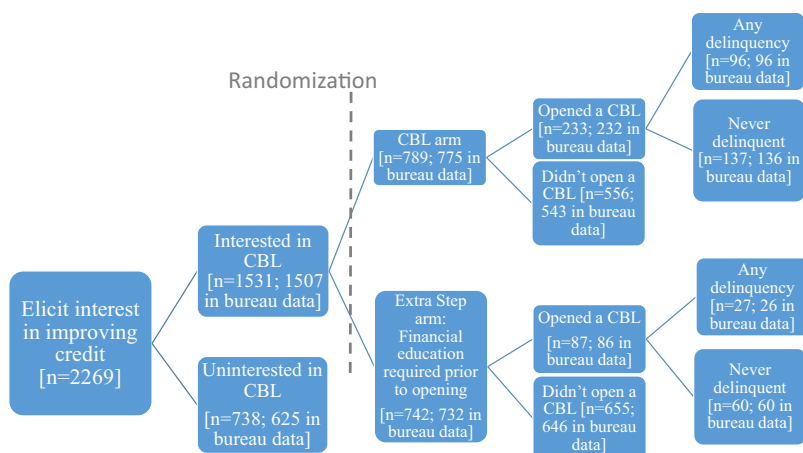 Randomization
Elicit interest
in improving
credit
[n=2269]
Interested in
CBL
[n=1531; 1507
in bureau data]
Uninterested in
CBL
[n=738; 625 in
bureau data]
CBL arm
[n=789; 775 in
bureau data]
Extra Step
arm:
Financial
education
required prior
to opening
[n=742; 732 in
bureau data]
Opened a CBL
[n=233; 232 in
bureau data]
Didn’t open a
CBL [n=556;
543 in bureau
data]
Opened a CBL
[n=87; 86 in
bureau data]
Didn’t open a
CBL [n=655;
646 in bureau
data]
Any
delinquency
[n=96; 96 in
bureau data]
Never
delinquent
[n=137; 136 in
bureau data]
Any
delinquency
[n=27; 26 in
bureau data]
Never
delinquent
[n=60; 60 in
bureau data]